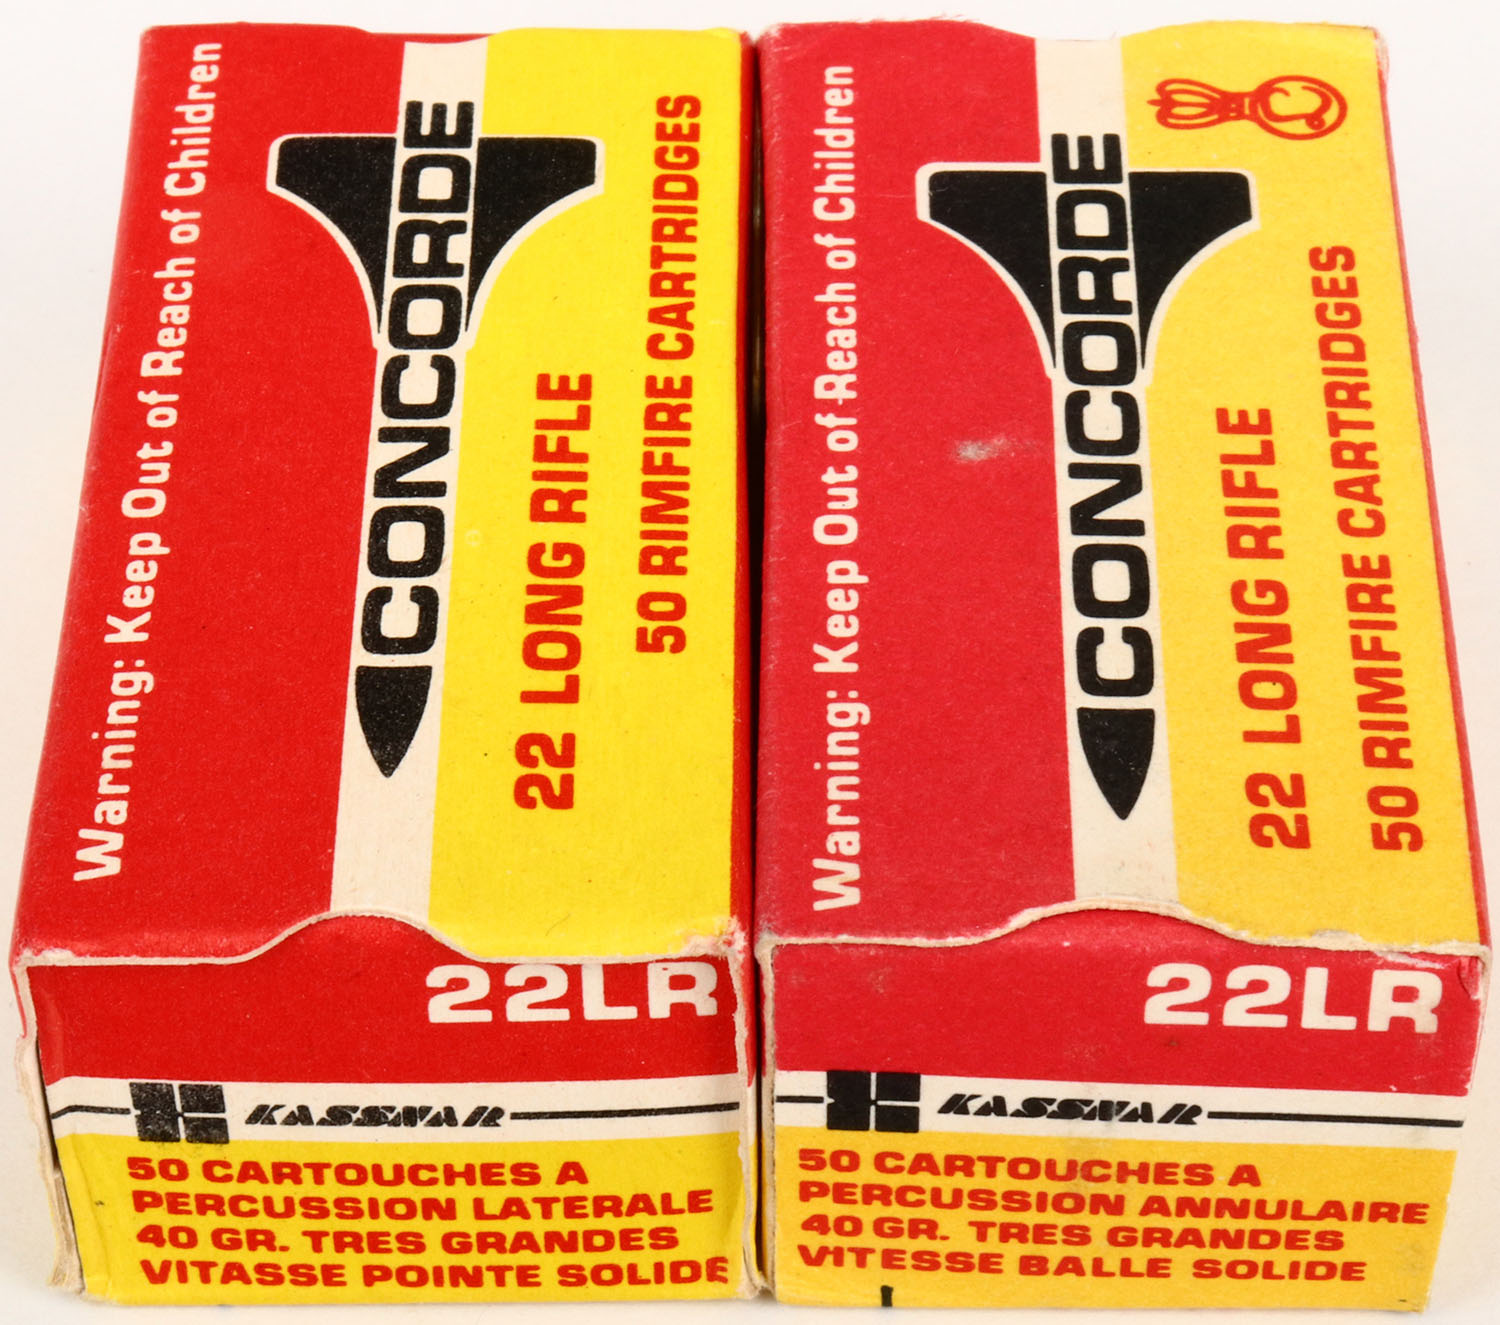 Warning: Keep Out of Reach of Children
CONCORDE
22 LONG RIFLE
50 RIMFIRE CARTRIDGES
22LR
KASSNAR
50 CARTOUCHES A
PERCUSSION LATERALE
40 GR. TRES GRANDES
VITASSE POINTE SOLIDE
Warning: Keep Out of Reach of Children
CONCORDE
22 LONG RIFLE
50 RIMFIRE CARTRIDGES
22LR
KASSNAR
50 CARTOUCHES A
PERCUSSION ANNULAIRE
40 GR. TRES GRANDES
VITESSE BALLE SOLIDE